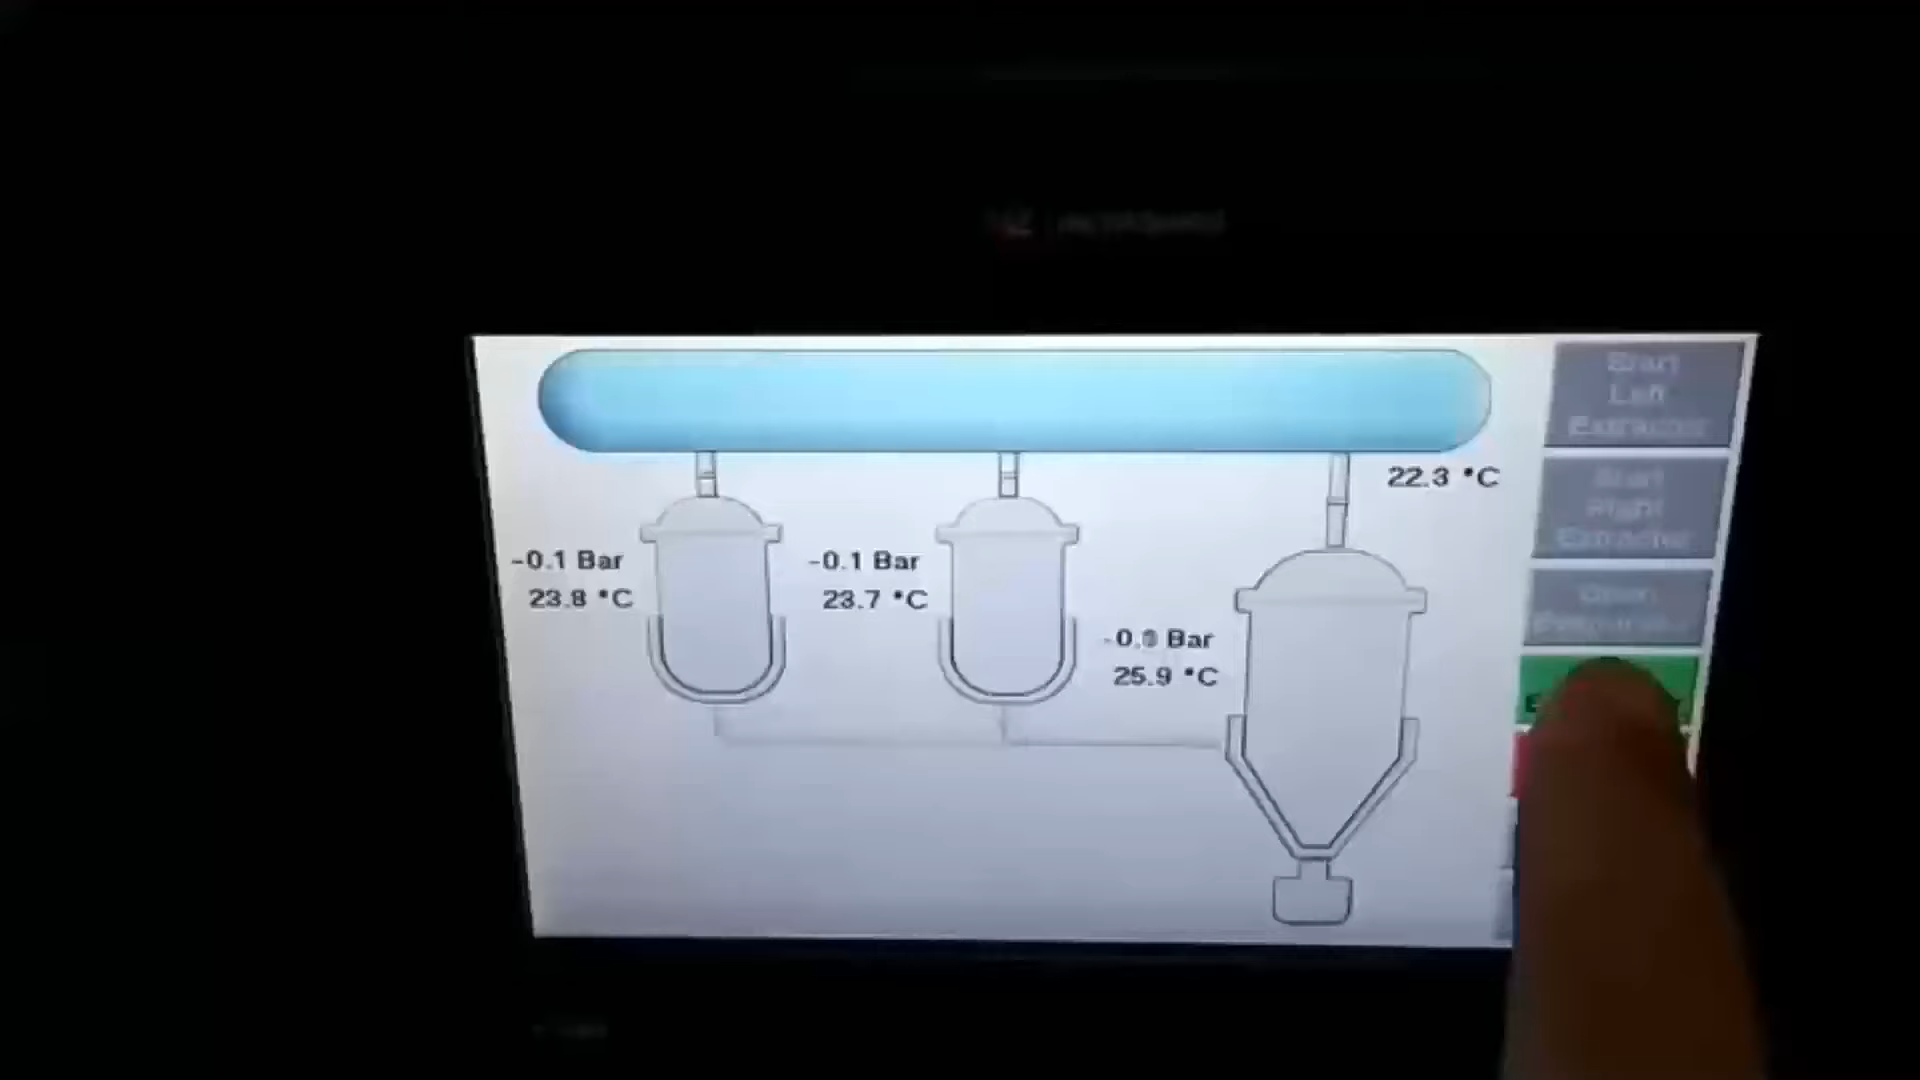 22.3 °C
Start
Left
Extractor
Start
Right
Extractor
-0.1 Bar
23.8 °C
-0.1 Bar
23.7 °C
Bar
25.9 °C